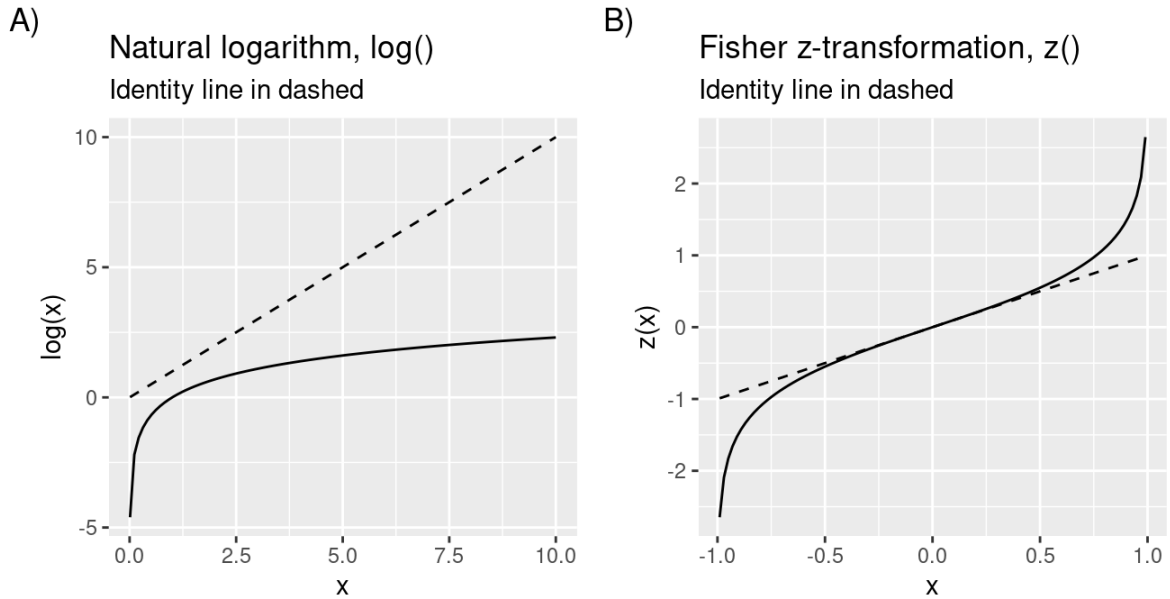 A)
Natural logarithm, log()
Identity line in dashed
10
5
0
-5
log(x)
0.0 2.5 5.0 7.5 10.0
x
B)
Fisher z-transformation, z()
Identity line in dashed
2
1
0
-1
-2
z(x)
-1.0 -0.5 0.0 0.5 1.0
x